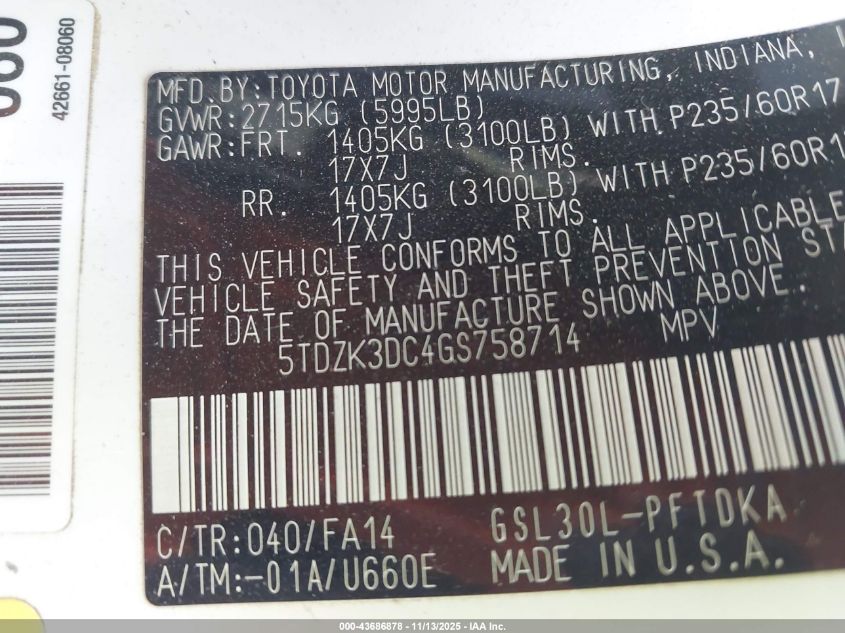 42661-08060
MFD BY:TOYOTA MOTOR MANUFACTURING, INDIANA,
GVWR:2715KG (5995LB)
GAWR:FRT. 1405KG (3100LB) WITH P235/60R17
17X7J RIMS.
RR. 1405KG (3100LB) WITH P235/60R1
17X7J RIMS.
THIS VEHICLE CONFORMS TO ALL APPLICABLE
VEHICLE SAFETY AND THEFT PREVENTION
THE DATE OF MANUFACTURE SHOWN ABOVE.
5TDZK3DC4GS758714 MPV
C/TR:040/FA14 GSL30L-PFTDKA
A/TM:-01A/U660E MADE IN U.S.A.
000-43686878 - 11/13/2025 - IAA Inc.